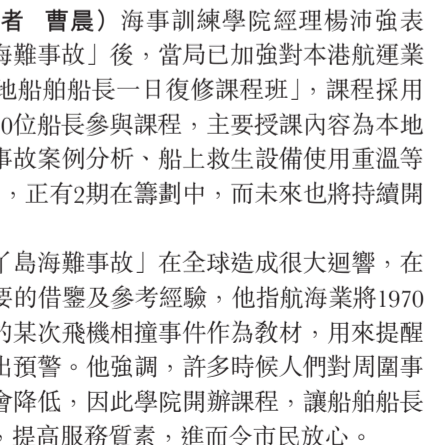 者　曹晨）海事訓練學院經理楊沛強表
海難事故」後，當局已加強對本港航運業
地船舶船長一日復修課程班」，課程採用
0位船長參與課程，主要授課內容為本地
事故案例分析、船上救生設備使用重溫等
，正有2期在籌劃中，而未來也將持續開
丫島海難事故」在全球造成很大迴響，在
要的借鑒及參考經驗，他指航海業將1970
的某次飛機相撞事件作為教材，用來提醒
出預警。他強調，許多時候人們對周圍事
會降低，因此學院開辦課程，讓船舶船長
，提高服務質素，進而令市民放心。